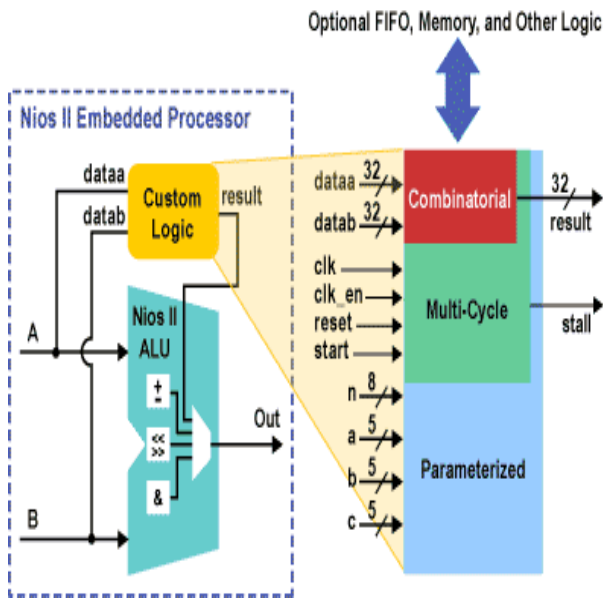 Optional FIFO, Memory, and Other Logic
Nios II Embedded Processor
dataa
datab
Custom
Logic
result
A
B
Nios II
ALU
+
-
<<
>>
&
Out
dataa 32
datab 32
clk
clk_en
reset
start
n 8
a 5
b 5
c 5
Combinatorial
Multi-Cycle
Parameterized
32
result
stall